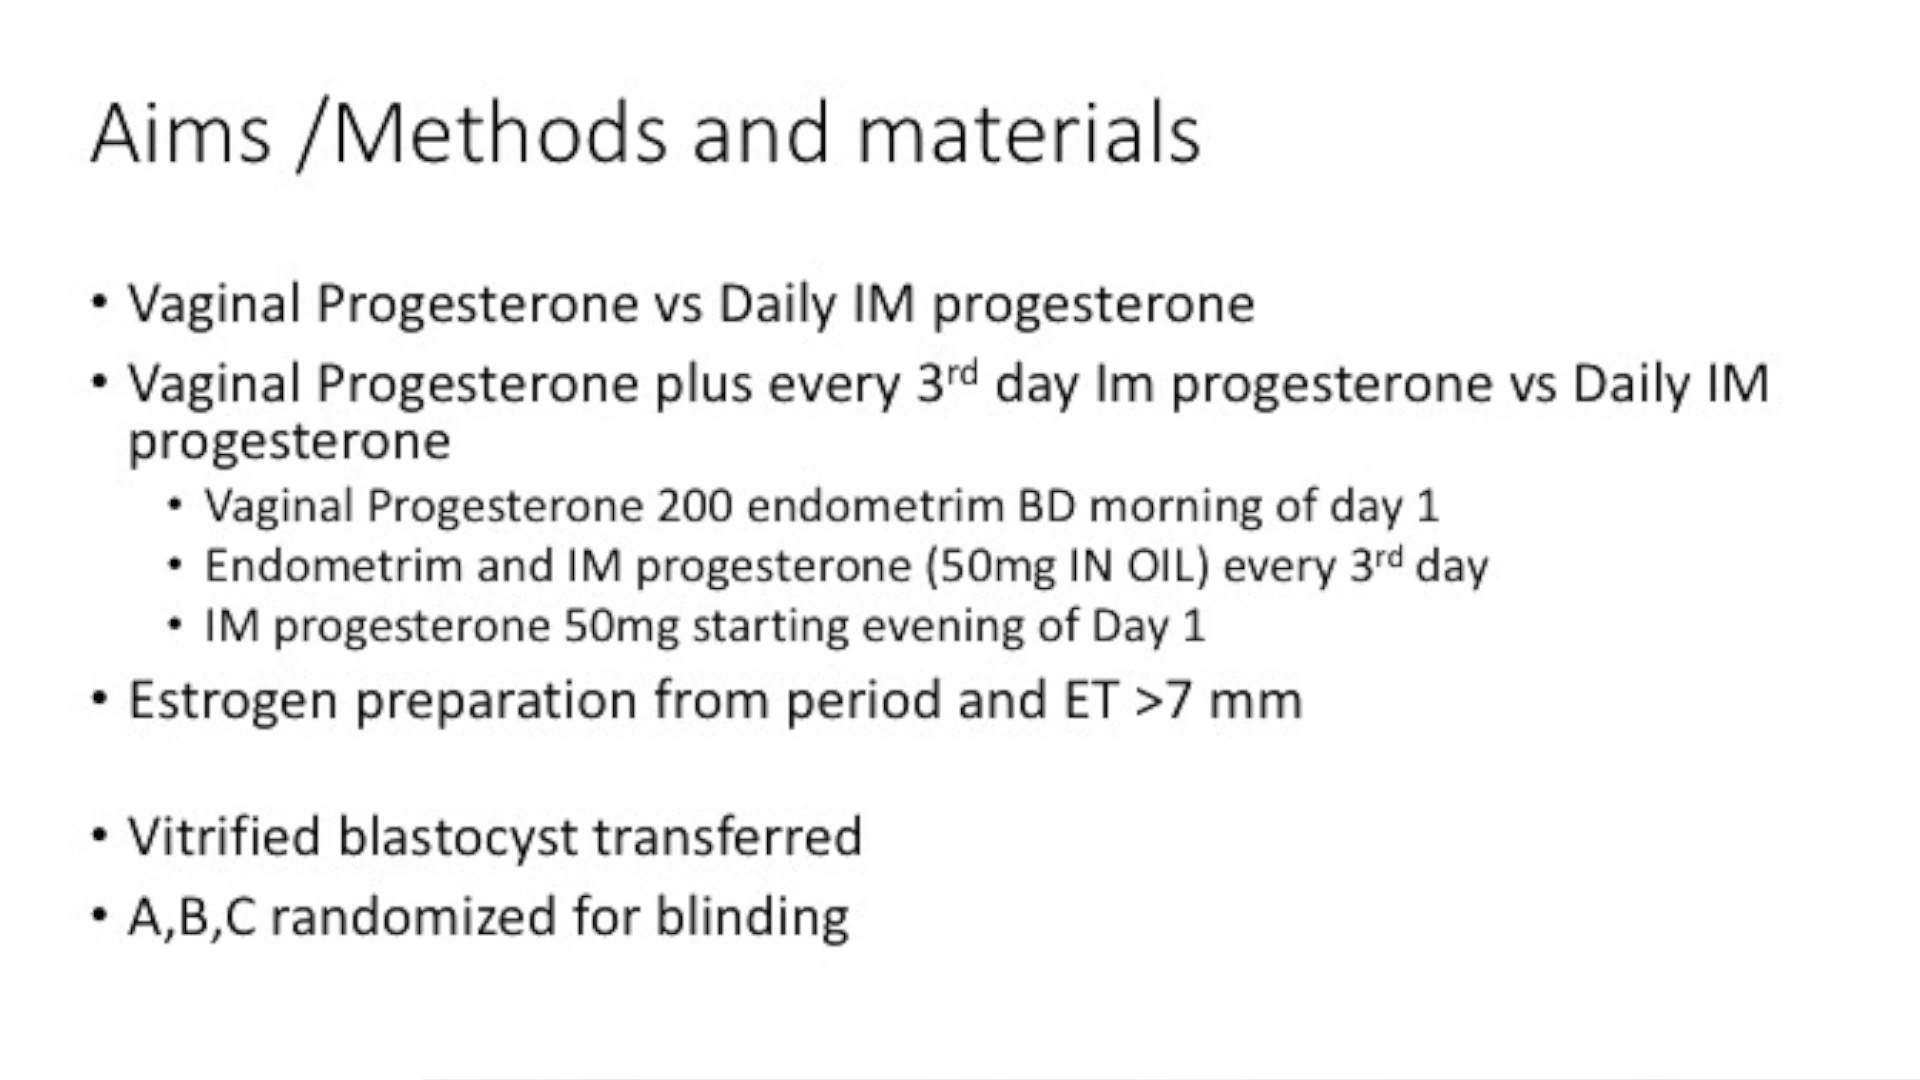 Aims /Methods and materials
• Vaginal Progesterone vs Daily IM progesterone
• Vaginal Progesterone plus every 3rd day Im progesterone vs Daily IM
progesterone
• Vaginal Progesterone 200 endometrim BD morning of day 1
• Endometrim and IM progesterone (50mg IN OIL) every 3rd day
• IM progesterone 50mg starting evening of Day 1
• Estrogen preparation from period and ET >7 mm
• Vitrified blastocyst transferred
• A,B,C randomized for blinding